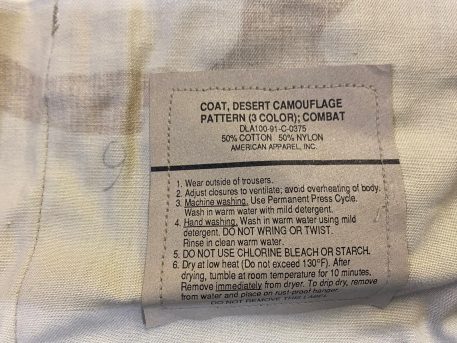 COAT, DESERT CAMOUFLAGE
PATTERN (3 COLOR); COMBAT
DLA100-91-C-0375
50% COTTON 50% NYLON
AMERICAN APPAREL, INC.
1. Wear outside of trousers.
2. Adjust closures to ventilate; avoid overheating of body.
3. Machine washing. Use Permanent Press Cycle.
Wash in warm water with mild detergent.
4. Hand washing. Wash in warm water using mild
detergent. DO NOT WRING OR TWIST.
Rinse in clean warm water.
5. DO NOT USE CHLORINE BLEACH OR STARCH.
6. Dry at low heat (Do not exceed 130°F). After
drying, tumble at room temperature for 10 minutes.
Remove immediately from dryer. To drip dry, remove
from water and place on rust-proof hanger.
DO NOT REMOVE THIS LABEL